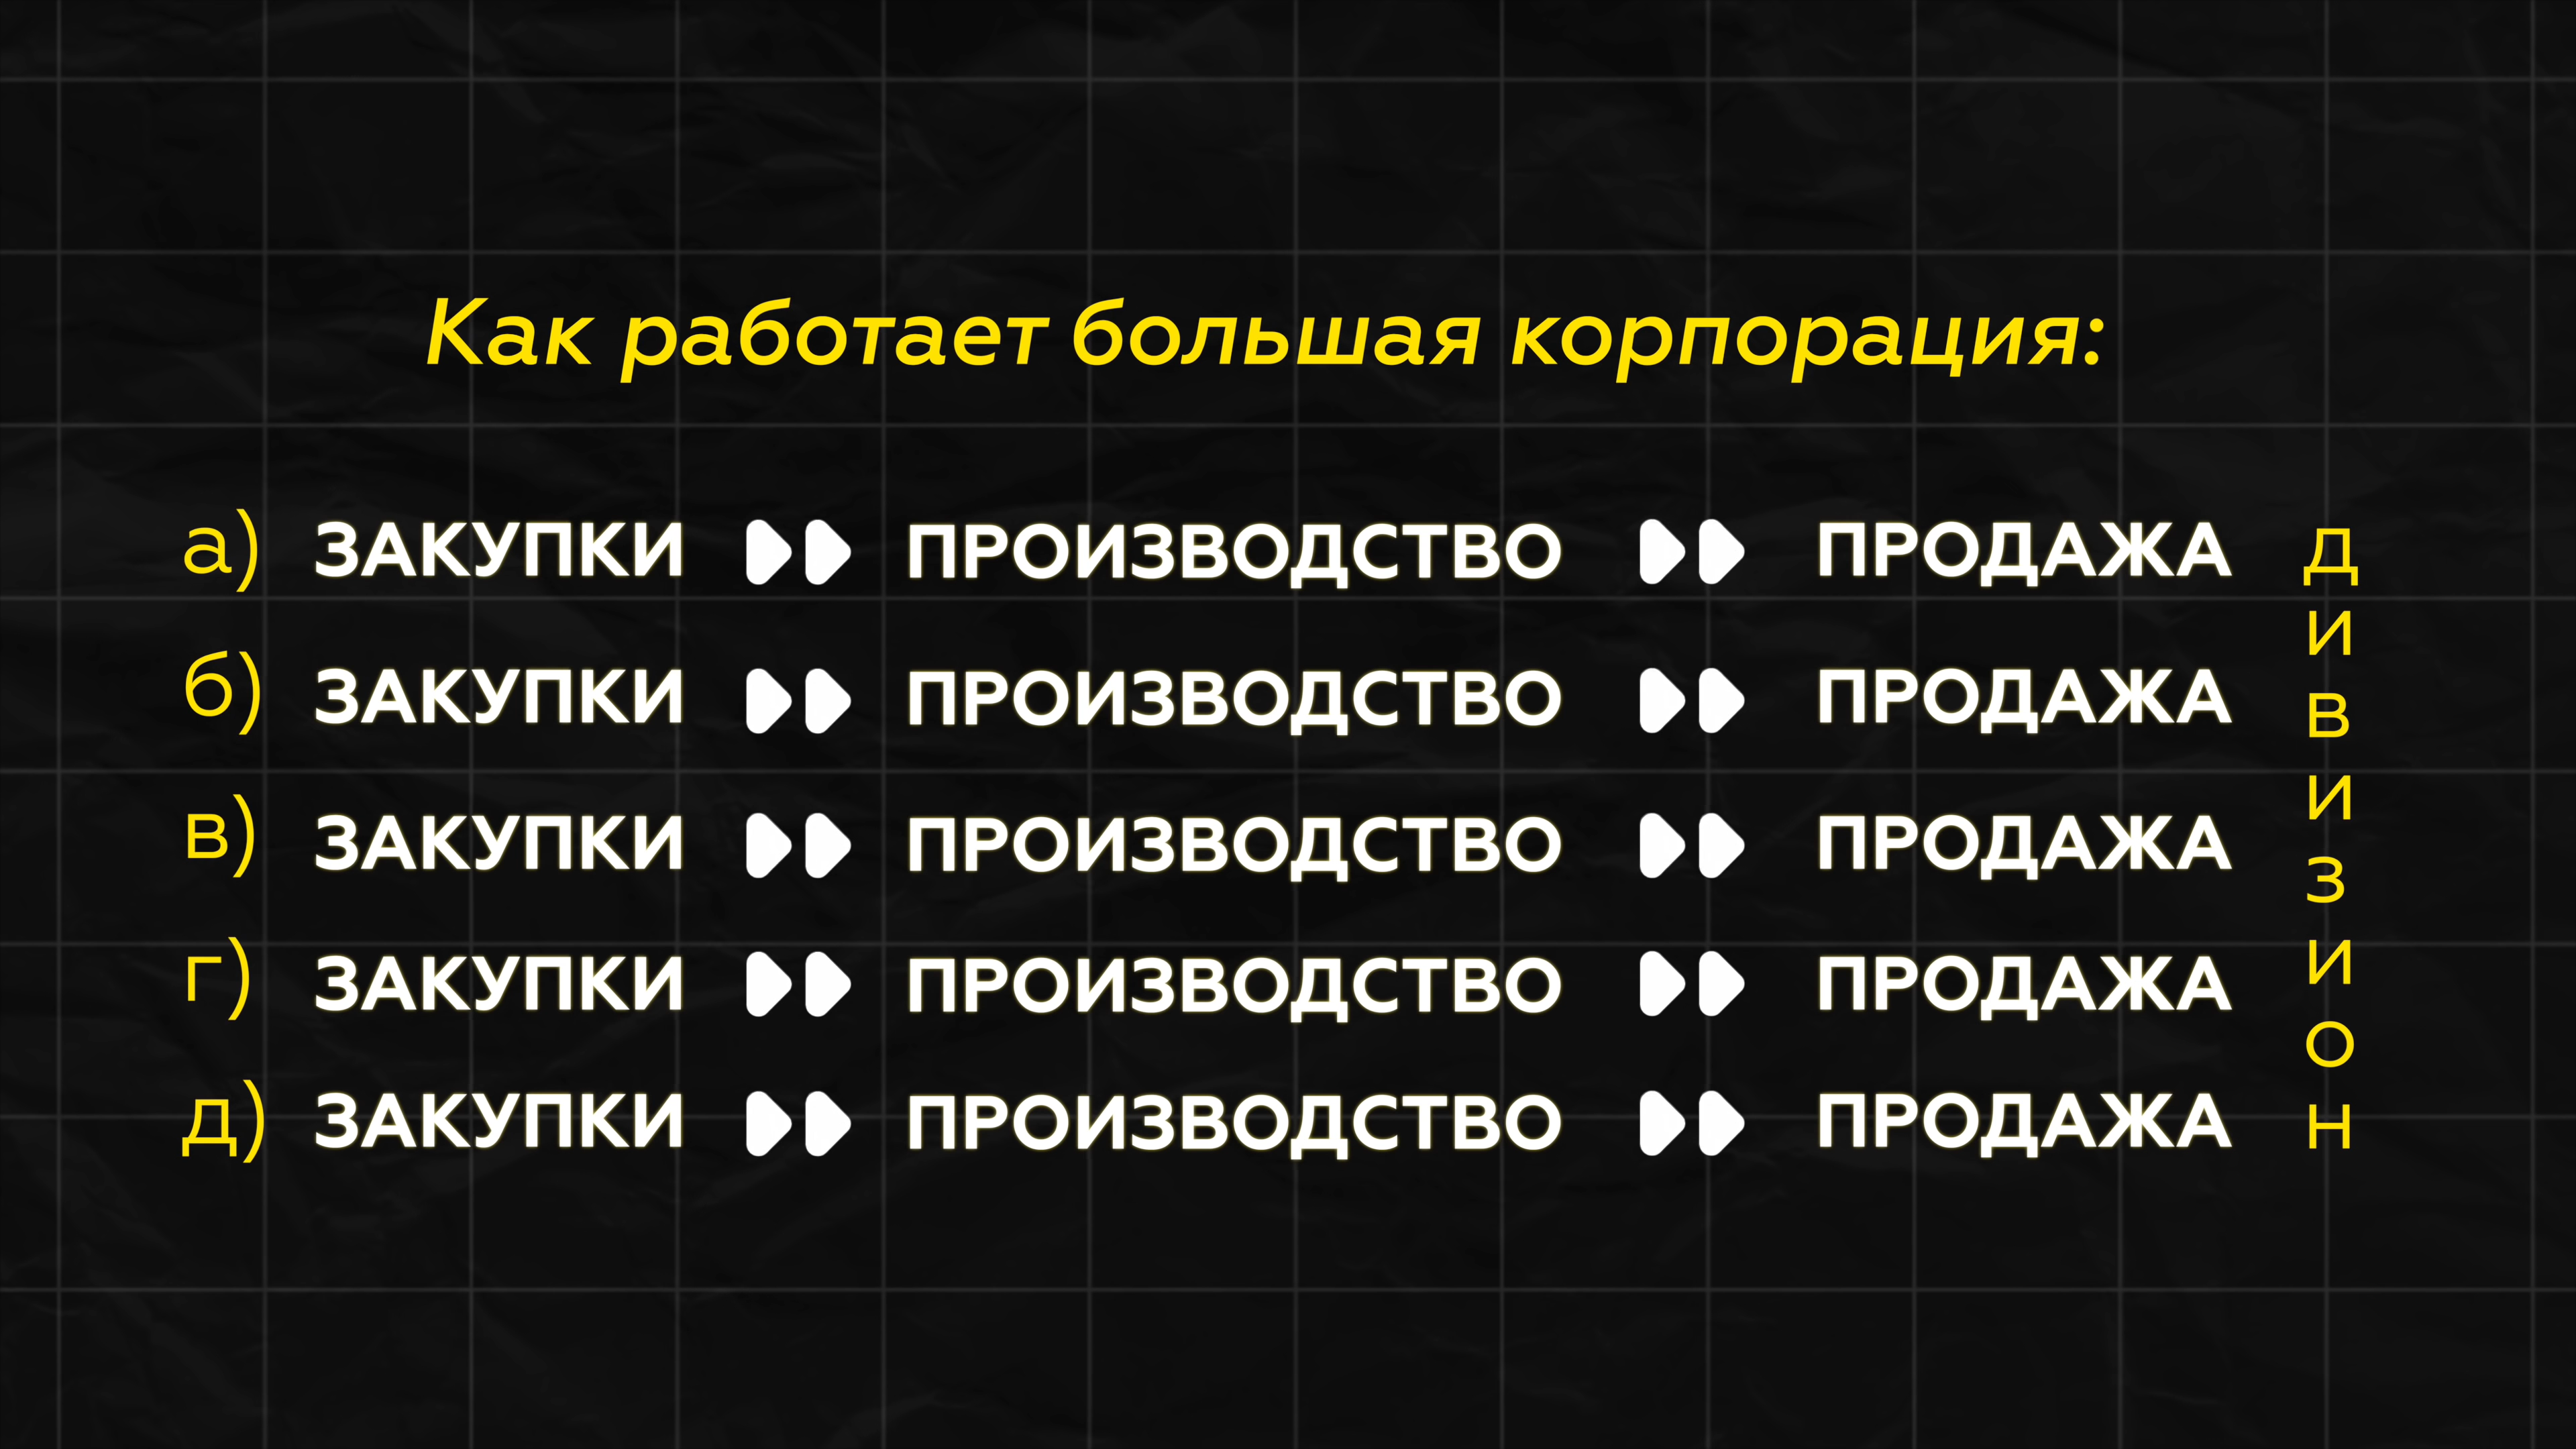 Как работает большая корпорация:
а) ЗАКУПКИ ПРОИЗВОДСТВО ПРОДАЖА
б) ЗАКУПКИ ПРОИЗВОДСТВО ПРОДАЖА
в) ЗАКУПКИ ПРОИЗВОДСТВО ПРОДАЖА
г) ЗАКУПКИ ПРОИЗВОДСТВО ПРОДАЖА
д) ЗАКУПКИ ПРОИЗВОДСТВО ПРОДАЖА
дивизион